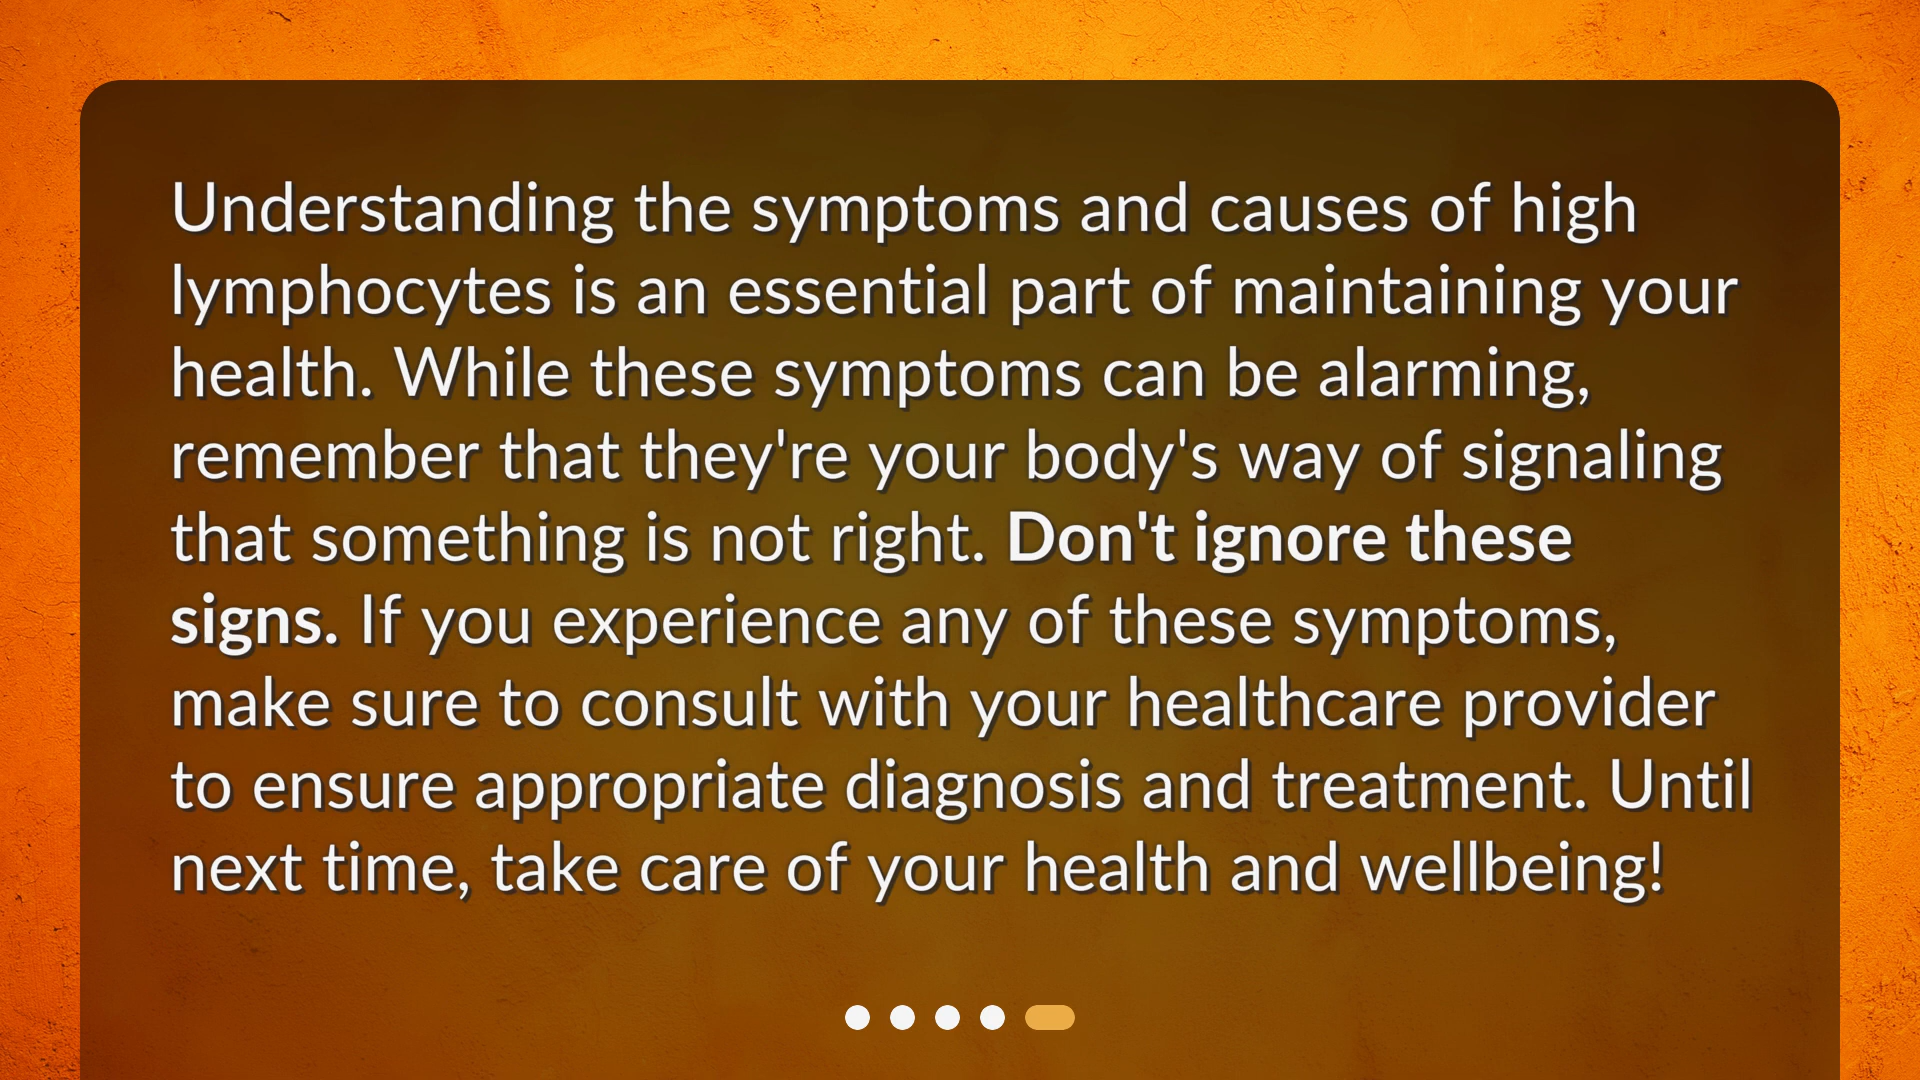 Understanding the symptoms and causes of high
lymphocytes is an essential part of maintaining your
health. While these symptoms can be alarming,
remember that they're your body's way of signaling
that something is not right. Don't ignore these
signs. If you experience any of these symptoms,
make sure to consult with your healthcare provider
to ensure appropriate diagnosis and treatment. Until
next time, take care of your health and wellbeing!